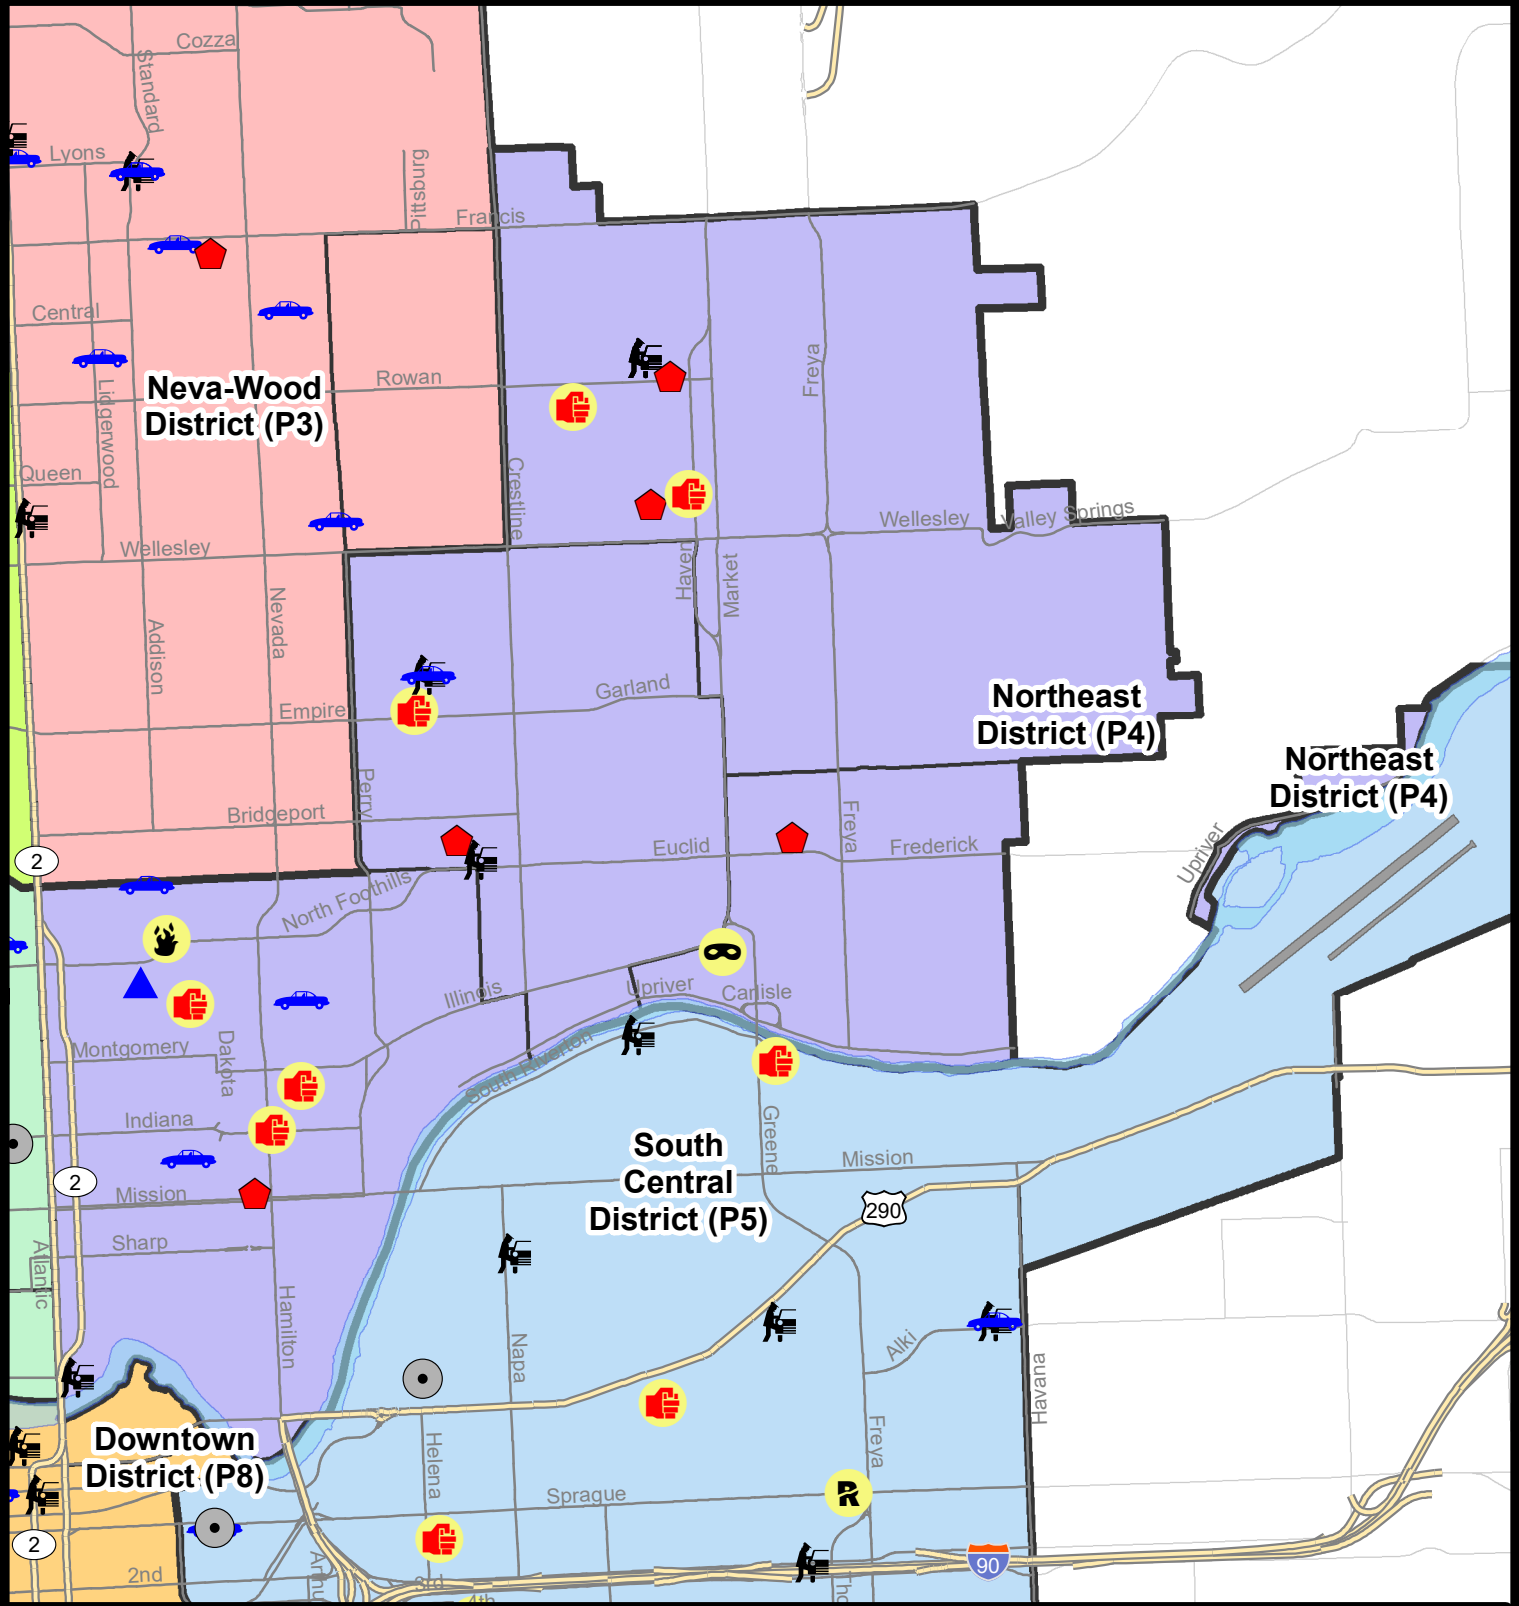 Cozza
Standard
Lyons
Pittsburg
Francis
Central
Neva-Wood
District (P3)
Rowan
Freya
Lidgerwood
Queen
Crestline
Wellesley
Valley Springs
Wellesley
Haven
Market
Nevada
Addison
Garland
Northeast
District (P4)
Empire
Northeast
District (P4)
Perry
Bridgeport
Freya
Euclid
Frederick
Upriver
2
North Foothills
Illinois
Upriver
Carlisle
Montgomery
Dakota
South Riverton
Indiana
Greene
South
Central
District (P5)
Mission
2
Mission
290
Sharp
Atlantic
Hamilton
Napa
Alki
Havana
Downtown
District (P8)
Helena
Freya
Sprague
2
90
2nd
3rd
4th